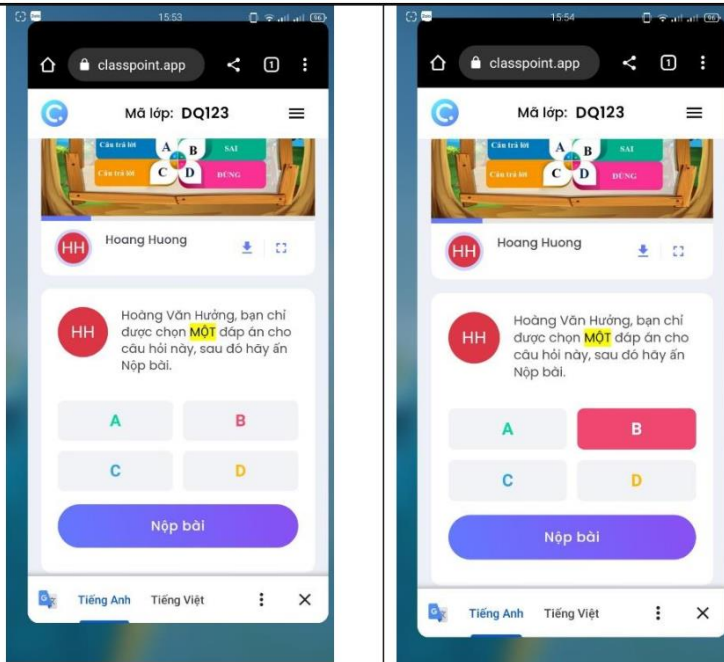 15:53
96
classpoint.app
1
Mã lớp: DQ123
Câu trả lời A B SAI
Câu trả lời C D ĐÚNG
HH Hoang Huong
HH
Hoàng Văn Hưởng, bạn chỉ
được chọn MỘT đáp án cho
câu hỏi này, sau đó hãy ấn
Nộp bài.
A B
C D
Nộp bài
Tiếng Anh Tiếng Việt
15:54
96
classpoint.app
1
Mã lớp: DQ123
Câu trả lời A B SAI
Câu trả lời C D ĐÚNG
HH Hoang Huong
HH
Hoàng Văn Hưởng, bạn chỉ
được chọn MỘT đáp án cho
câu hỏi này, sau đó hãy ấn
Nộp bài.
A B
C D
Nộp bài
Tiếng Anh Tiếng Việt